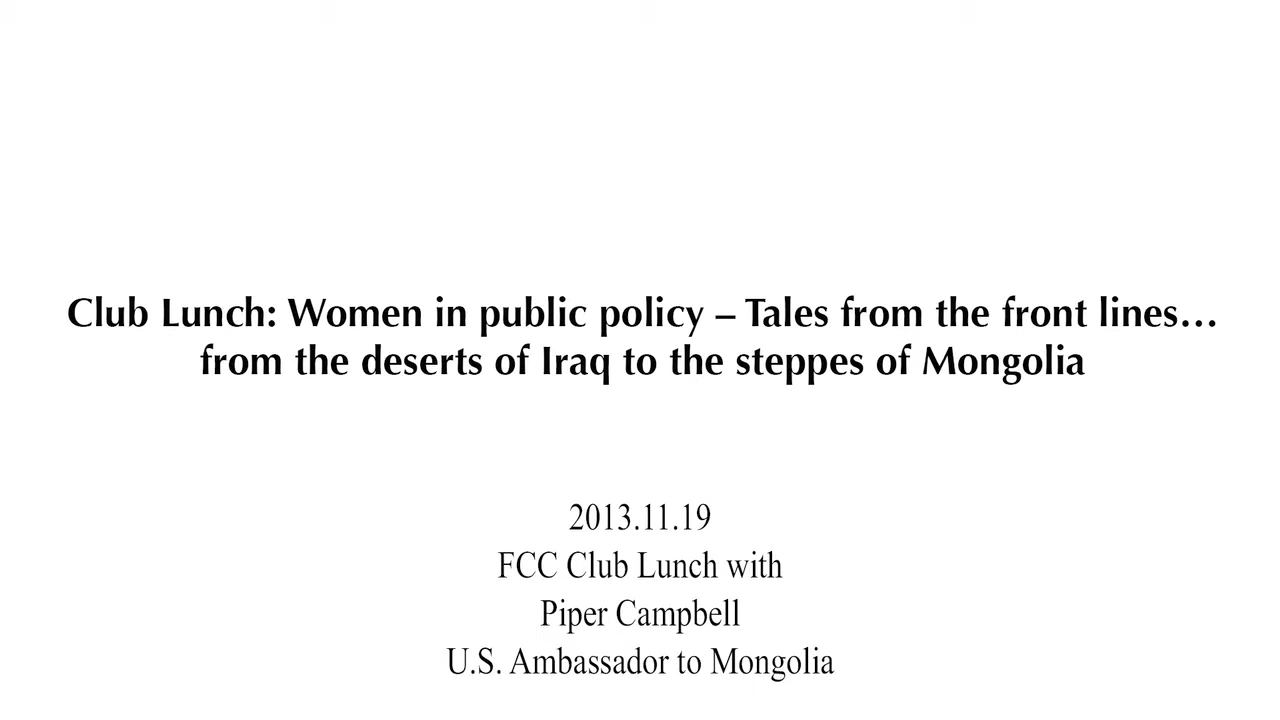 Club Lunch: Women in public policy – Tales from the front lines…
from the deserts of Iraq to the steppes of Mongolia
2013.11.19
FCC Club Lunch with
Piper Campbell
U.S. Ambassador to Mongolia